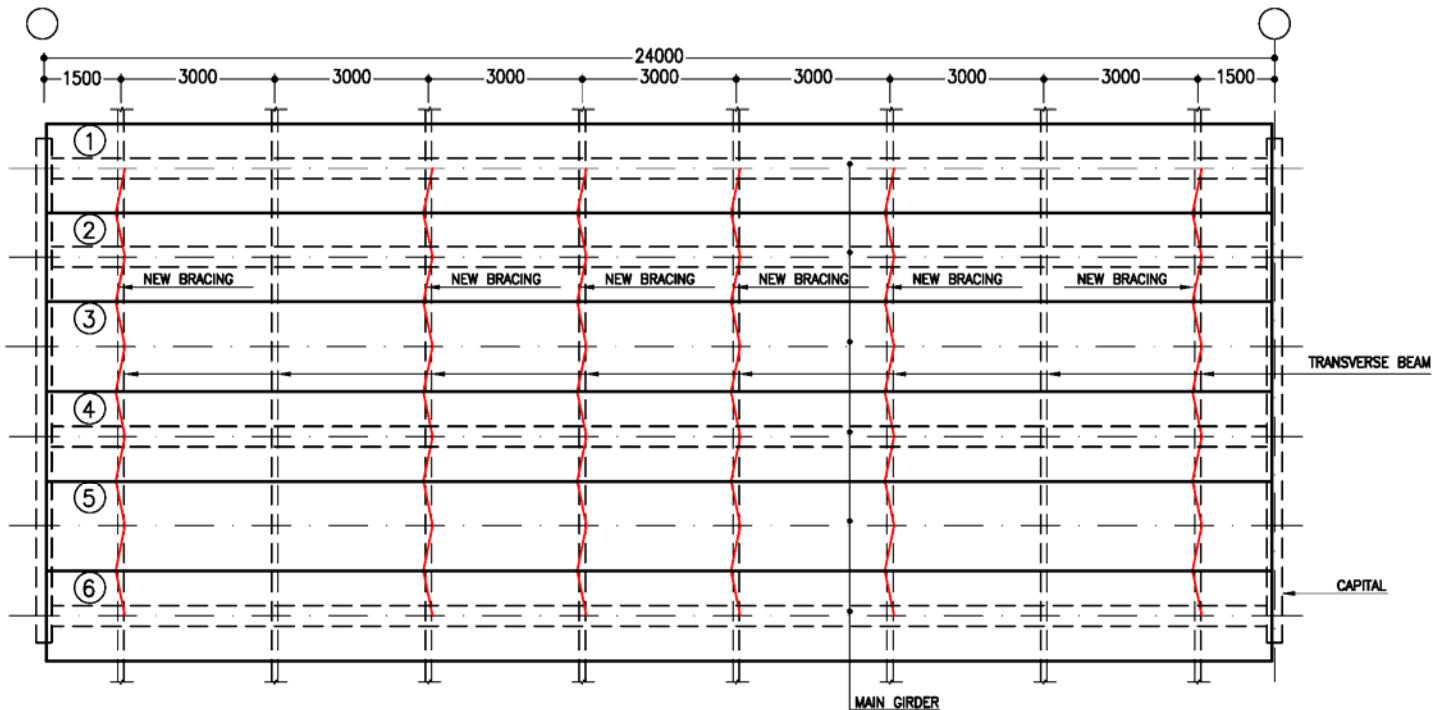 24000
1500 3000 3000 3000 3000 3000 3000 3000 1500
1
2
NEW BRACING NEW BRACING NEW BRACING NEW BRACING NEW BRACING NEW BRACING
3
TRANSVERSE BEAM
4
5
6
CAPITAL
MAIN GIRDER